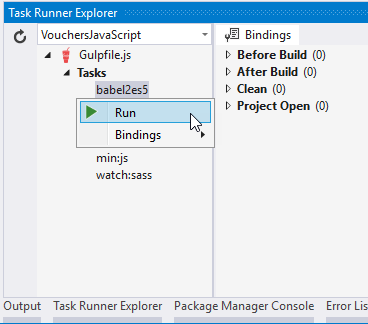 Task Runner Explorer
VouchersJavaScript
Bindings
Gulpfile.js
Tasks
babel2es5
Run
Bindings
min:js
watch:sass
Before Build (0)
After Build (0)
Clean (0)
Project Open (0)
Output Task Runner Explorer Package Manager Console Error Lis